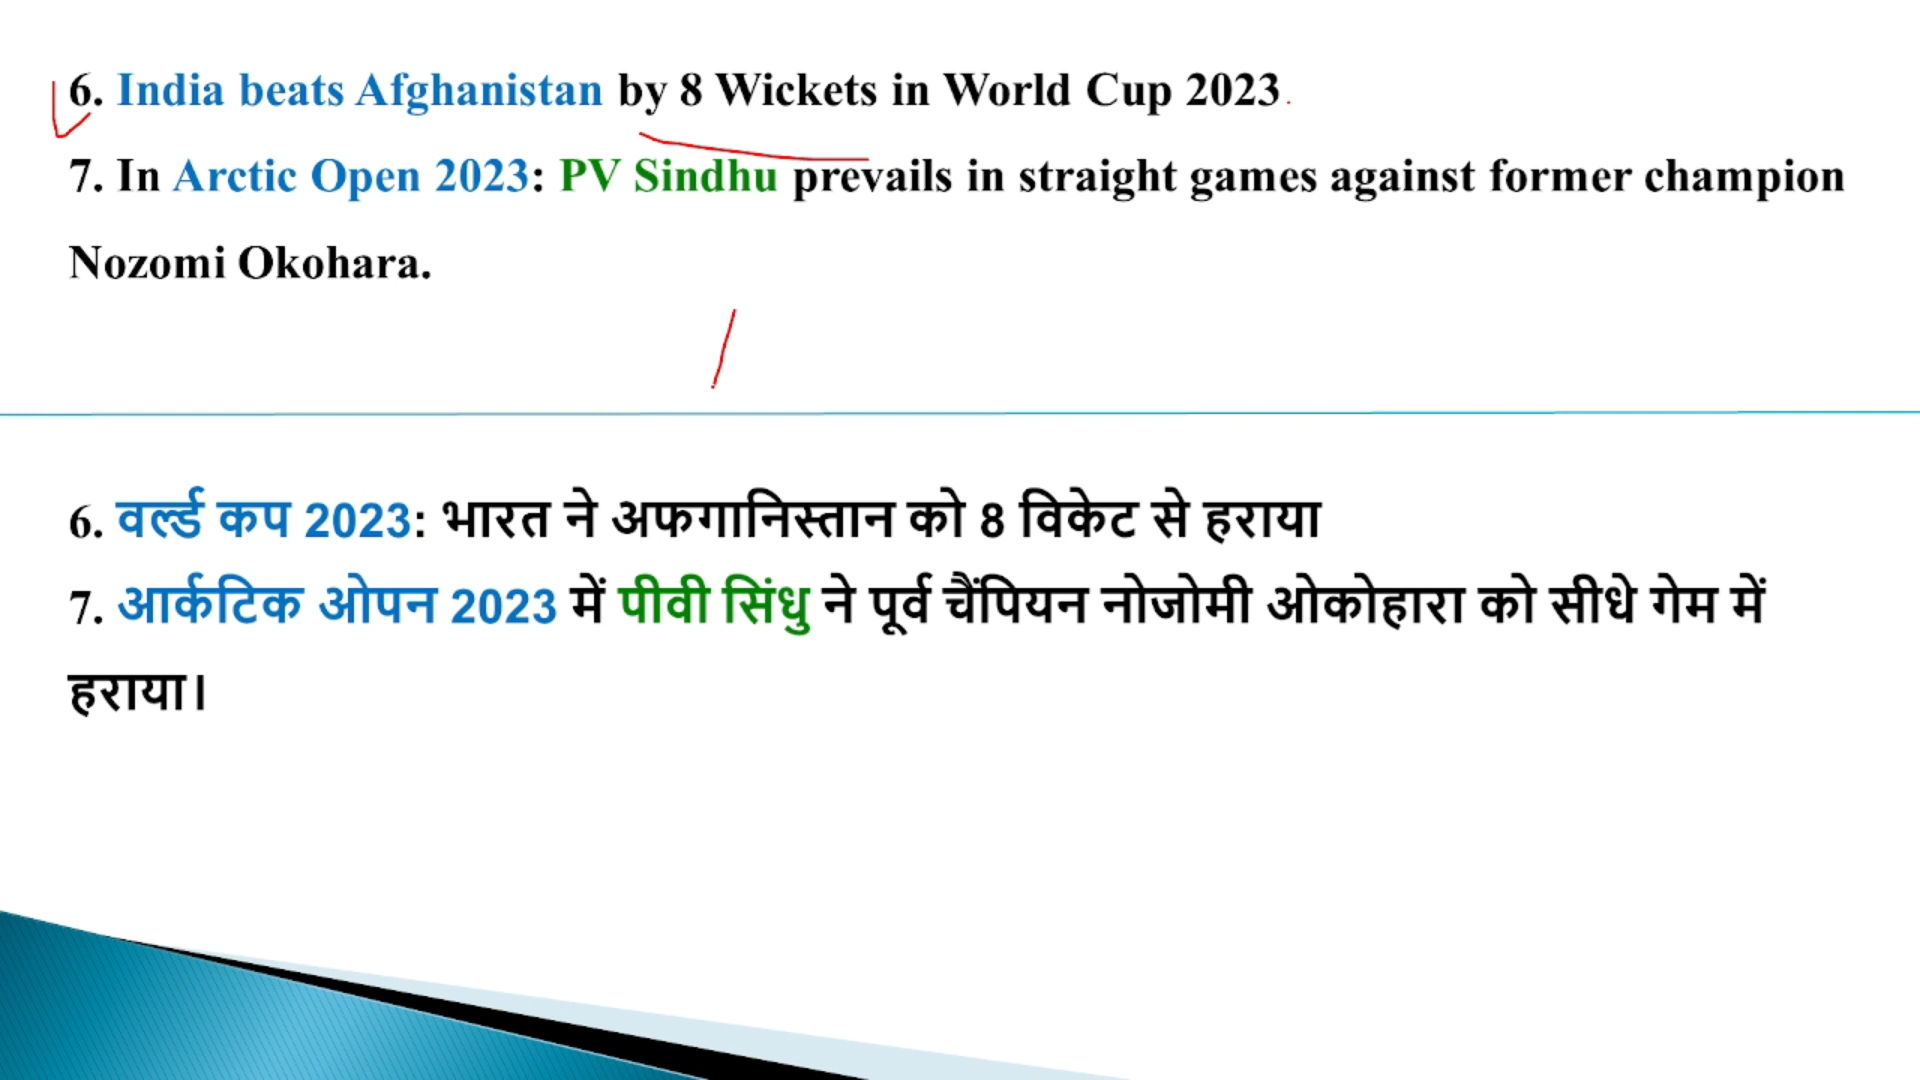 6. India beats Afghanistan by 8 Wickets in World Cup 2023.
7. In Arctic Open 2023: PV Sindhu prevails in straight games against former champion
Nozomi Okohara.
6. वर्ल्ड कप 2023: भारत ने अफगानिस्तान को 8 विकेट से हराया
7. आर्कटिक ओपन 2023 में पीवी सिंधु ने पूर्व चैंपियन नोजोमी ओकोहारा को सीधे गेम में
हराया।